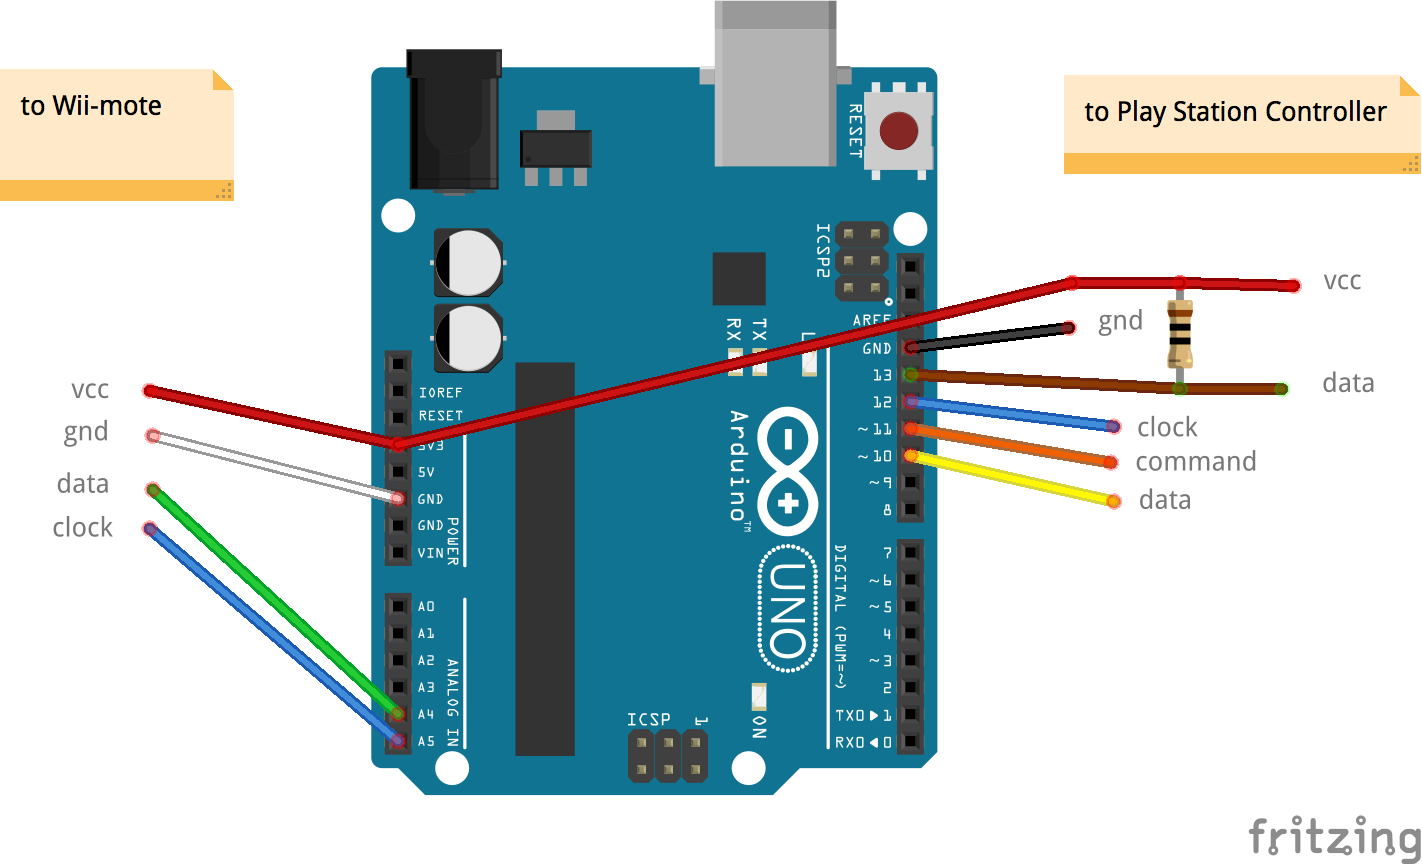 to Wii-mote
to Play Station Controller
RESET
ICSP2
vcc
gnd
data
clock
IOREF
RESET
3V3
5V
GND
GND
VIN
POWER
A0
A1
A2
A3
A4
A5
ANALOG IN
RX
TX
L
Arduino™
UNO
AREF
GND
13
12
~11
~10
~9
8
7
~6
~5
4
~3
2
TX0▶1
RX0◀0
DIGITAL (PWM=~)
ICSP
1
ON
vcc
gnd
data
clock
command
data
fritzing